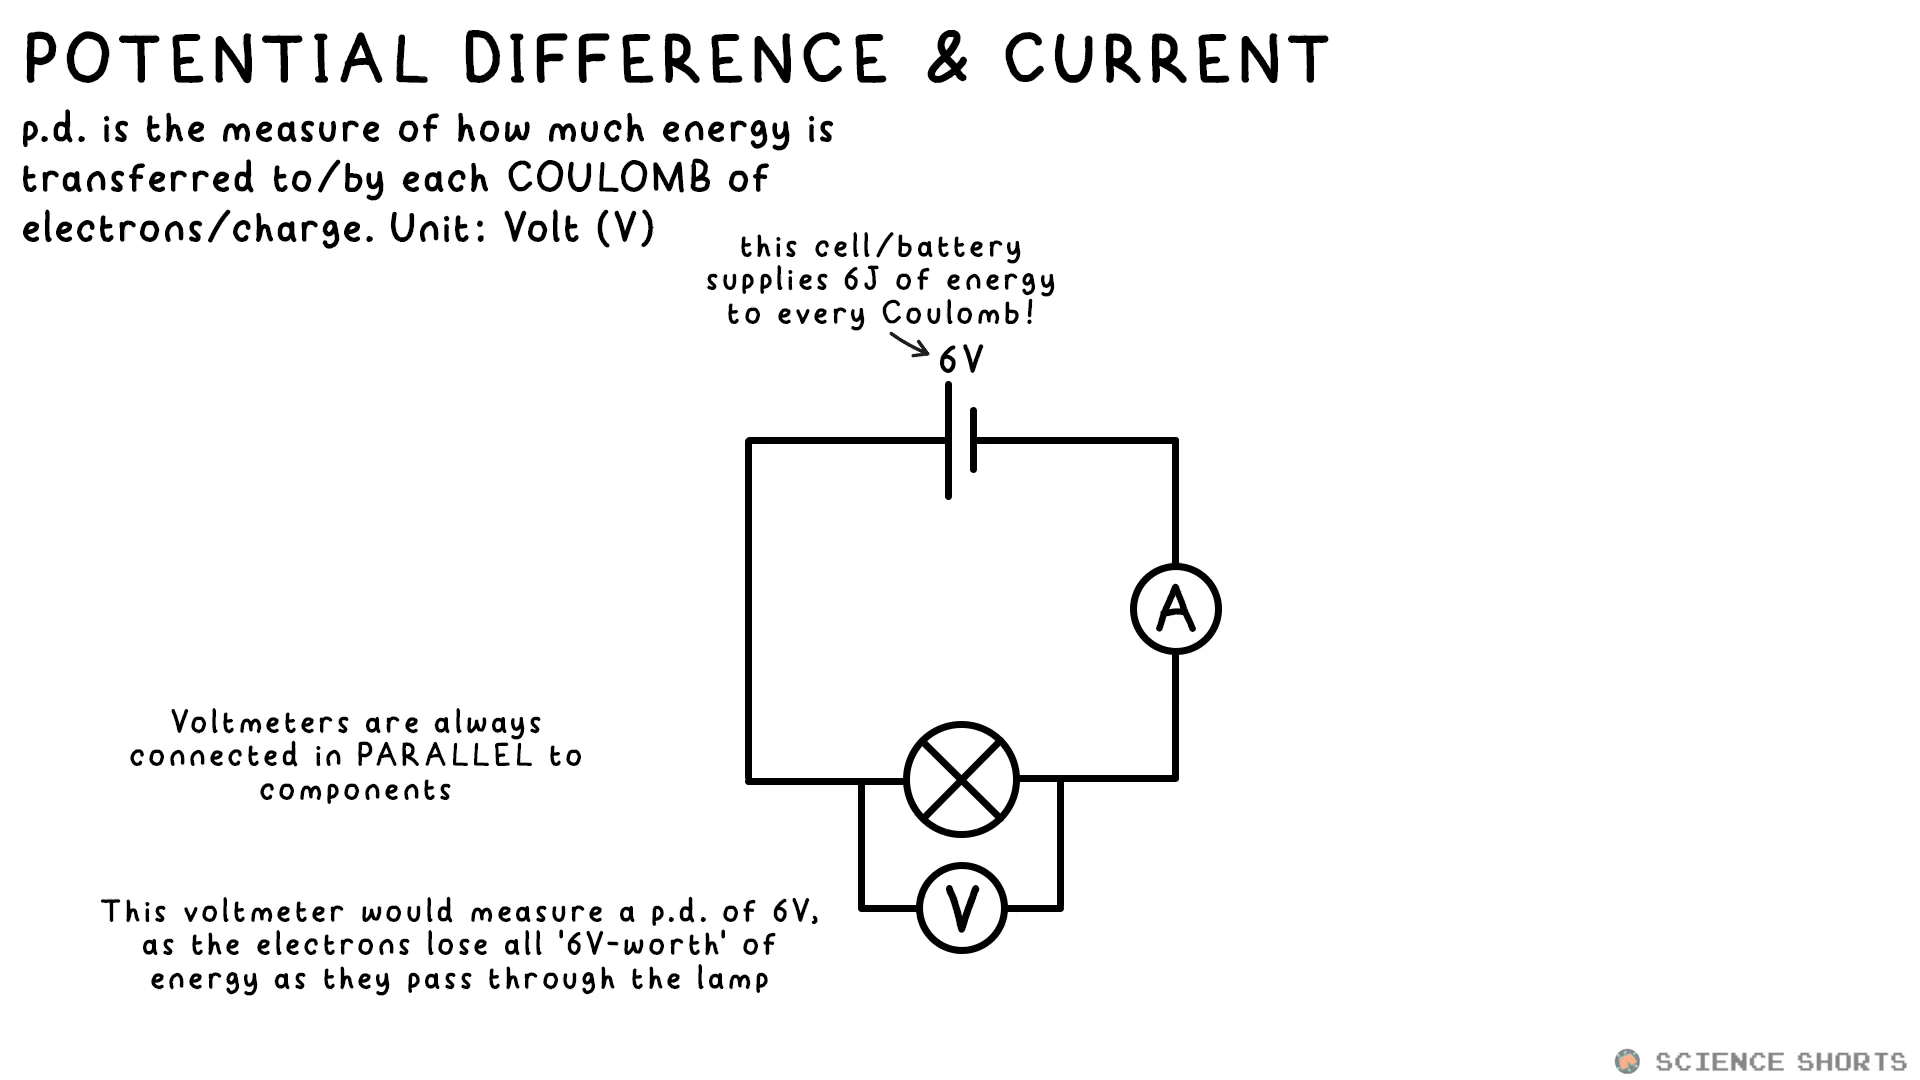 POTENTIAL DIFFERENCE & CURRENT
p.d. is the measure of how much energy is
transferred to/by each COULOMB of
electrons/charge. Unit: Volt (V)
this cell/battery
supplies 6J of energy
to every Coulomb!
6V
A
Voltmeters are always
connected in PARALLEL to
components
V
This voltmeter would measure a p.d. of 6V,
as the electrons lose all '6V-worth' of
energy as they pass through the lamp
SCIENCE SHORTS